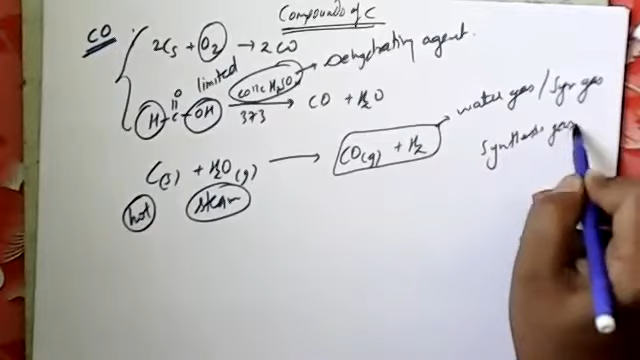 Compounds of C
CO
2Cs + O2 → 2CO
limited
conc H2SO4 → Dehydrating agent.
O
H-C-OH → CO + H2O
373
C(s) + H2O(g) → CO(g) + H2 → water gas / Syn gas
Synthesis gas
hot steam